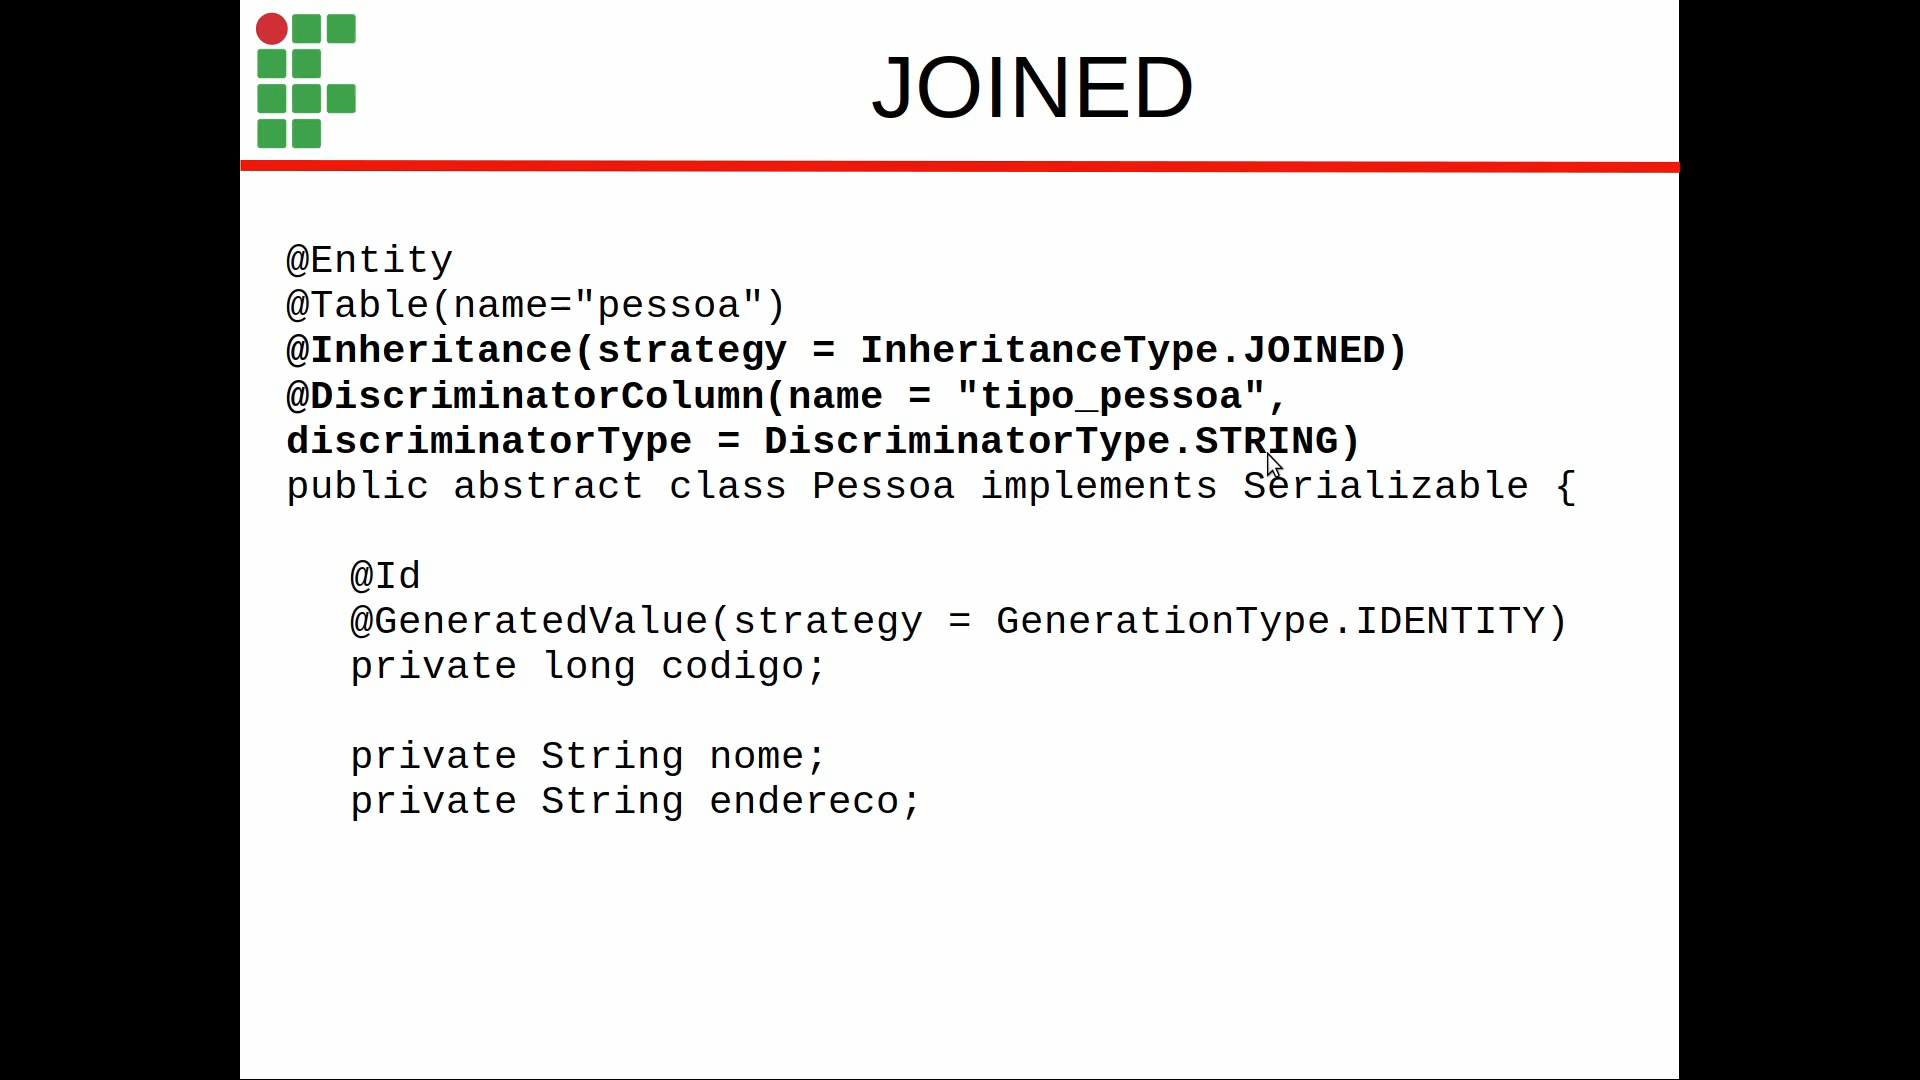 JOINED
@Entity
@Table(name="pessoa")
@Inheritance(strategy = InheritanceType.JOINED)
@DiscriminatorColumn(name = "tipo_pessoa",
discriminatorType = DiscriminatorType.STRING)
public abstract class Pessoa implements Serializable {
@Id
@GeneratedValue(strategy = GenerationType.IDENTITY)
private long codigo;
private String nome;
private String endereco;